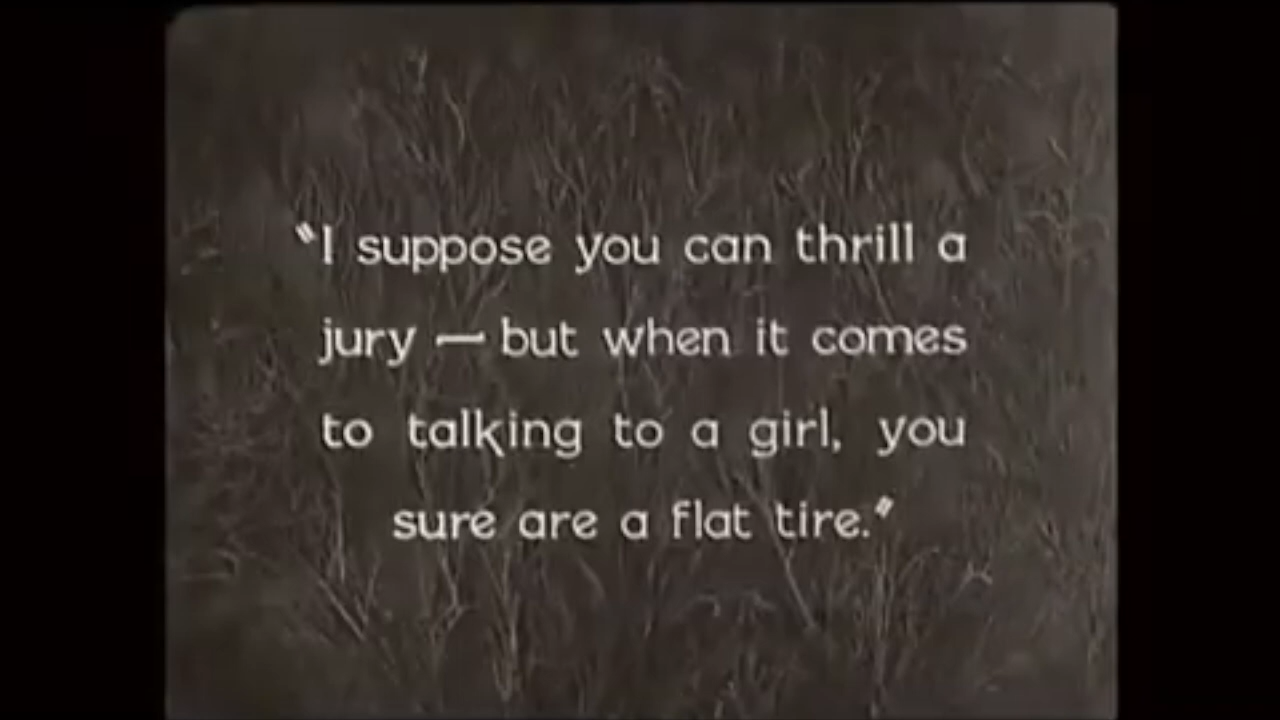 "I suppose you can thrill a
jury — but when it comes
to talking to a girl, you
sure are a flat tire."